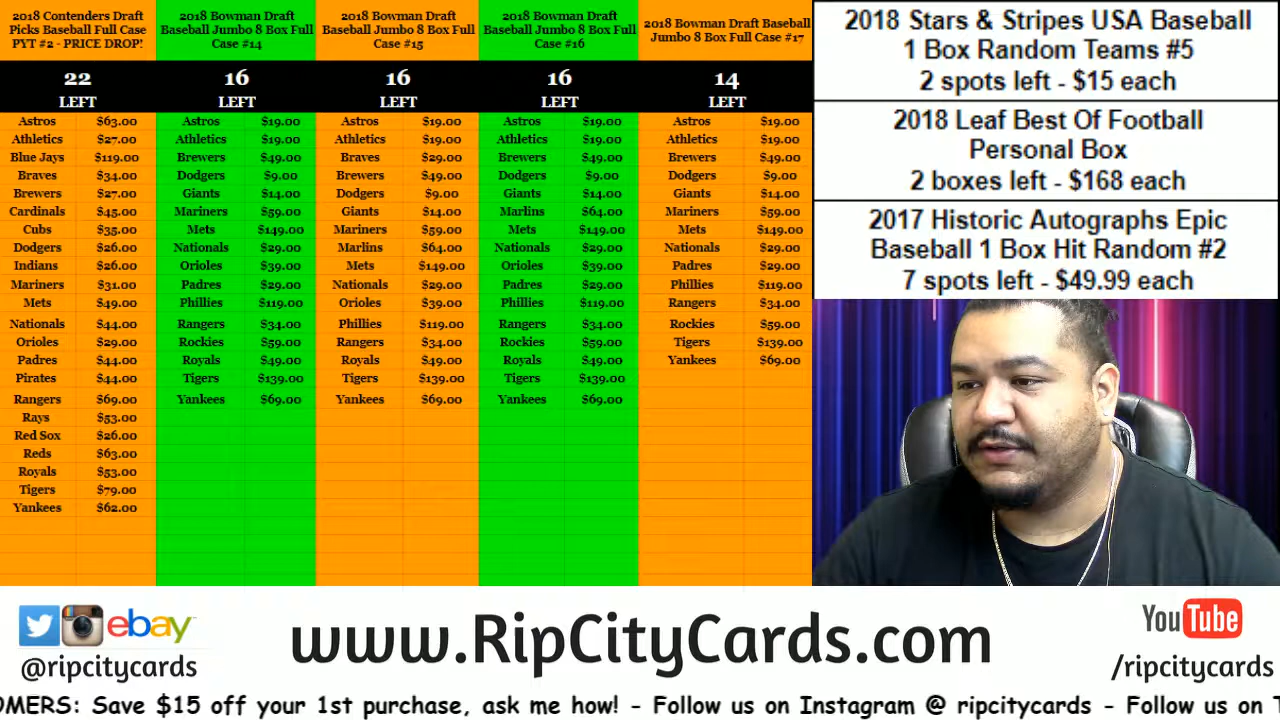 2018 Contenders Draft
Picks Baseball Full Case
PYT #2 - PRICE DROP!
22
LEFT
Astros $63.00
Athletics $27.00
Blue Jays $119.00
Braves $34.00
Brewers $27.00
Cardinals $45.00
Cubs $35.00
Dodgers $26.00
Indians $26.00
Mariners $31.00
Mets $49.00
Nationals $44.00
Orioles $29.00
Padres $44.00
Pirates $44.00
Rangers $69.00
Rays $53.00
Red Sox $26.00
Reds $63.00
Royals $53.00
Tigers $79.00
Yankees $62.00
2018 Bowman Draft
Baseball Jumbo 8 Box Full
Case #14
16
LEFT
Astros $19.00
Athletics $19.00
Brewers $49.00
Dodgers $9.00
Giants $14.00
Mariners $59.00
Mets $149.00
Nationals $29.00
Orioles $39.00
Padres $29.00
Phillies $119.00
Rangers $34.00
Rockies $59.00
Royals $49.00
Tigers $139.00
Yankees $69.00
2018 Bowman Draft
Baseball Jumbo 8 Box Full
Case #15
16
LEFT
Astros $19.00
Athletics $19.00
Braves $29.00
Brewers $49.00
Dodgers $9.00
Giants $14.00
Mariners $59.00
Marlins $64.00
Mets $149.00
Nationals $29.00
Orioles $39.00
Phillies $119.00
Rangers $34.00
Royals $49.00
Tigers $139.00
Yankees $69.00
2018 Bowman Draft
Baseball Jumbo 8 Box Full
Case #16
16
LEFT
Astros $19.00
Athletics $19.00
Brewers $49.00
Dodgers $9.00
Giants $14.00
Marlins $64.00
Mets $149.00
Nationals $29.00
Orioles $39.00
Padres $29.00
Phillies $119.00
Rangers $34.00
Rockies $59.00
Royals $49.00
Tigers $139.00
Yankees $69.00
2018 Bowman Draft Baseball
Jumbo 8 Box Full Case #17
14
LEFT
Astros $19.00
Athletics $19.00
Brewers $49.00
Dodgers $9.00
Giants $14.00
Mariners $59.00
Mets $149.00
Nationals $29.00
Padres $29.00
Phillies $119.00
Rangers $34.00
Rockies $59.00
Tigers $139.00
Yankees $69.00
2018 Stars & Stripes USA Baseball
1 Box Random Teams #5
2 spots left - $15 each
2018 Leaf Best Of Football
Personal Box
2 boxes left - $168 each
2017 Historic Autographs Epic
Baseball 1 Box Hit Random #2
7 spots left - $49.99 each
ebay
@ripcitycards
www.RipCityCards.com
YouTube
/ripcitycards
OMERS: Save $15 off your 1st purchase, ask me how! - Follow us on Instagram @ ripcitycards - Follow us on T